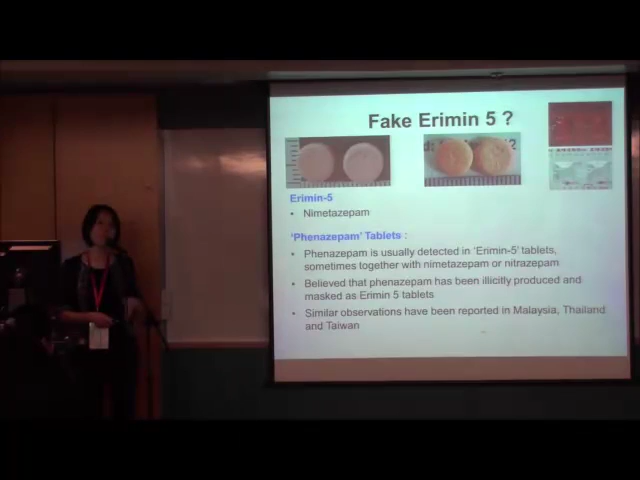 Fake Erimin 5 ?
Erimin-5
• Nimetazepam
'Phenazepam' Tablets :
• Phenazepam is usually detected in 'Erimin-5' tablets,
sometimes together with nimetazepam or nitrazepam
• Believed that phenazepam has been illicitly produced and
masked as Erimin 5 tablets
• Similar observations have been reported in Malaysia, Thailand
and Taiwan